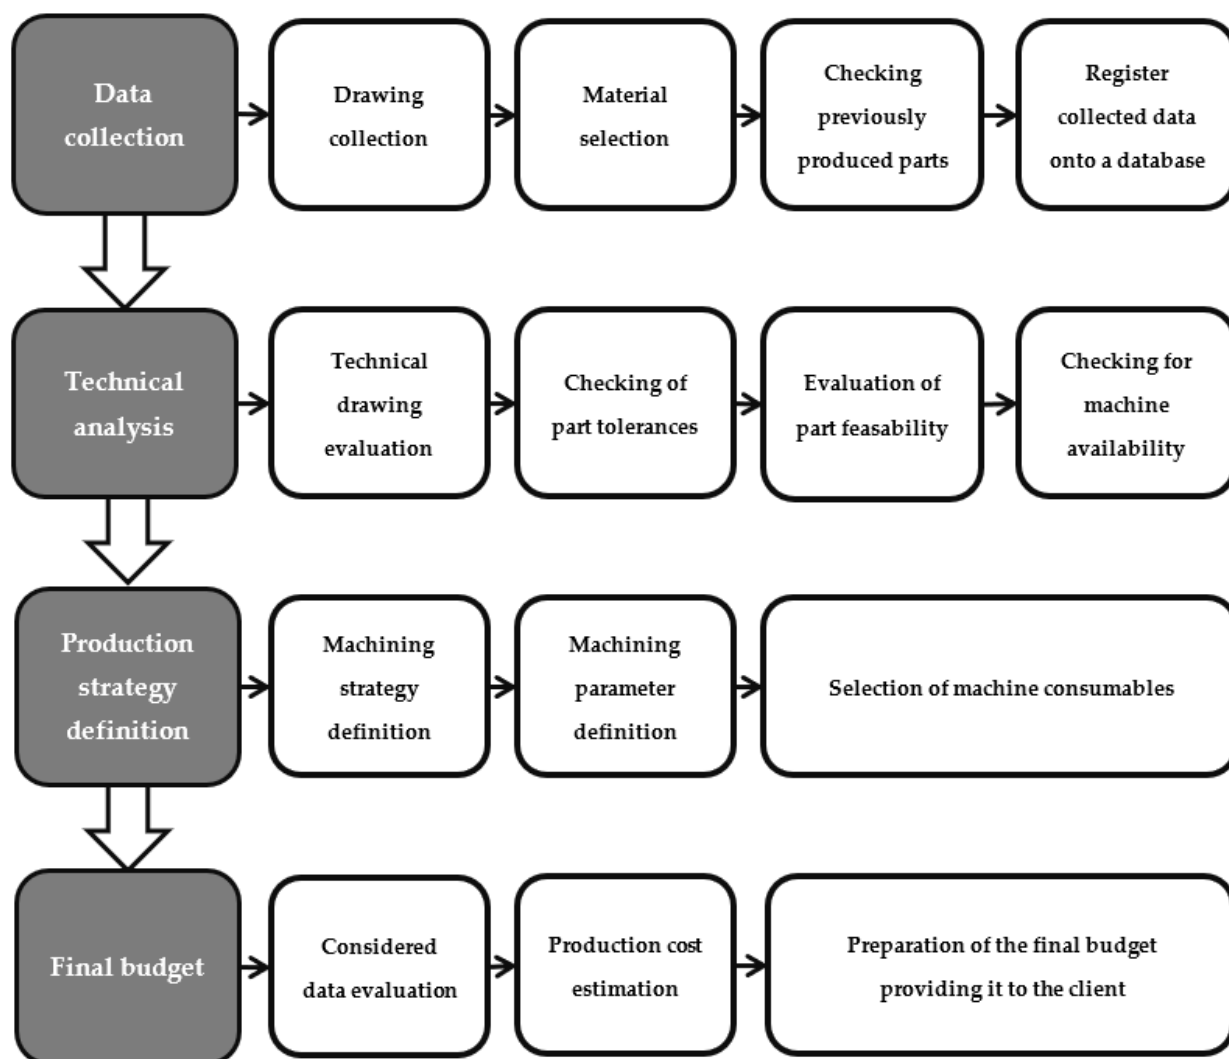 Data
collection
Drawing
collection
Material
selection
Checking
previously
produced parts
Register
collected data
onto a database
Technical
analysis
Technical
drawing
evaluation
Checking of
part tolerances
Evaluation of
part feasability
Checking for
machine
availability
Production
strategy
definition
Machining
strategy
definition
Machining
parameter
definition
Selection of machine consumables
Final budget
Considered
data evaluation
Production cost
estimation
Preparation of the final budget
providing it to the client